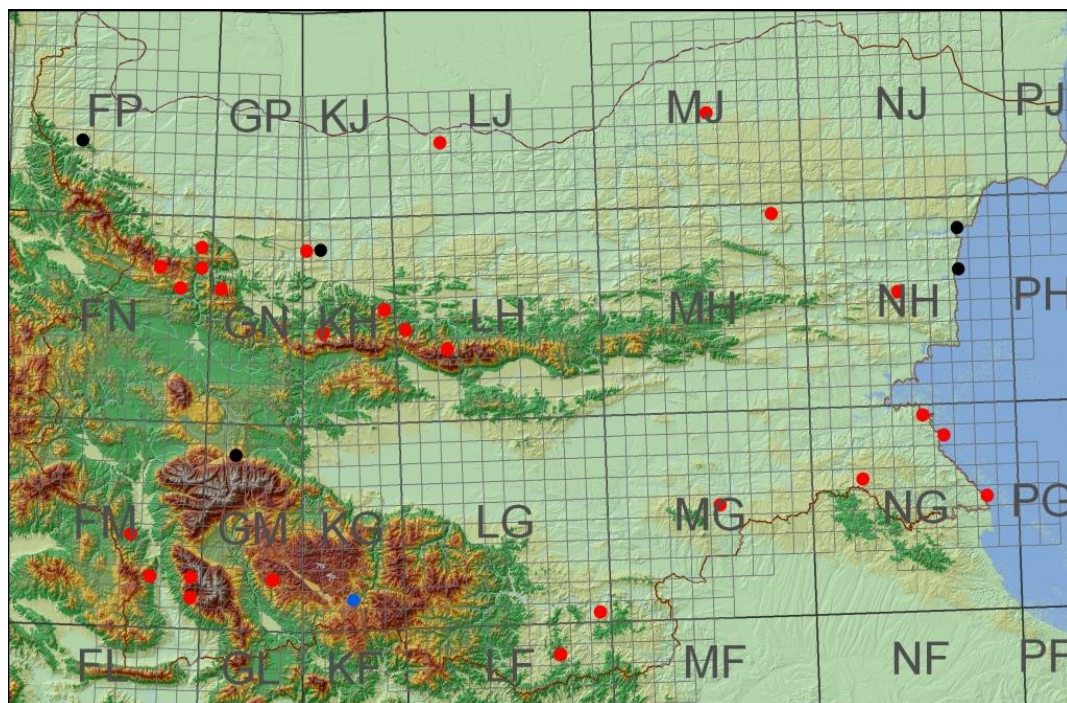 FP GP KJ LJ MJ NJ PJ
FN GN KH LH MH NH PH
FM GM KG LG MG NG PG
FL GL KF LF MF NF PF